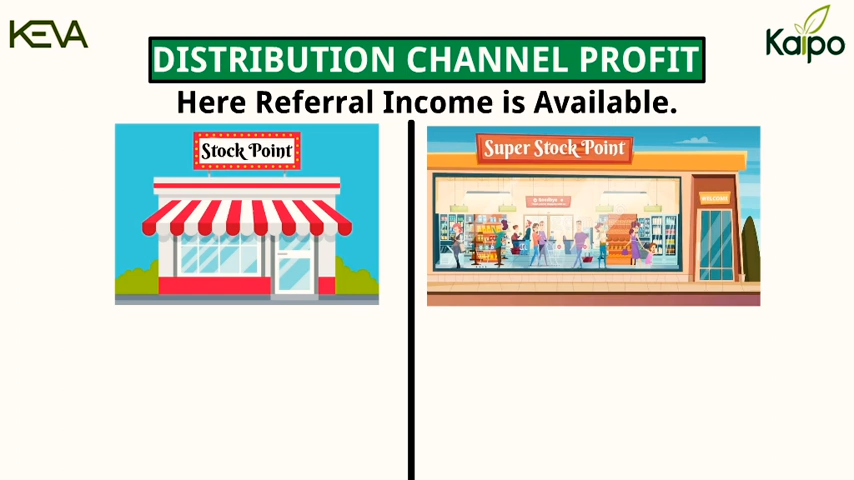 KEVA
Kaipo
DISTRIBUTION CHANNEL PROFIT
Here Referral Income is Available.
Stock Point
Super Stock Point
WELCOME